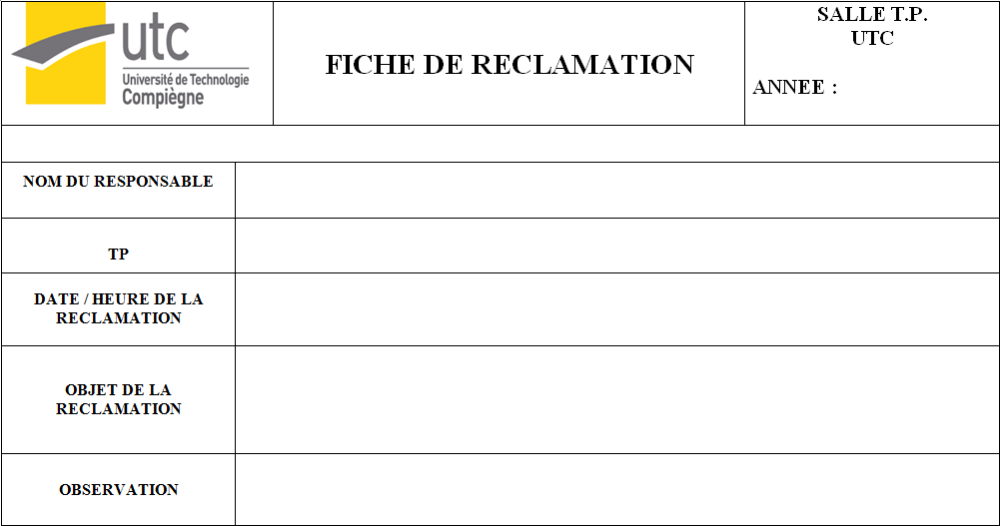 utc
Université de Technologie
Compiègne
FICHE DE RECLAMATION
SALLE T.P.
UTC
ANNEE :
NOM DU RESPONSABLE
TP
DATE / HEURE DE LA
RECLAMATION
OBJET DE LA
RECLAMATION
OBSERVATION